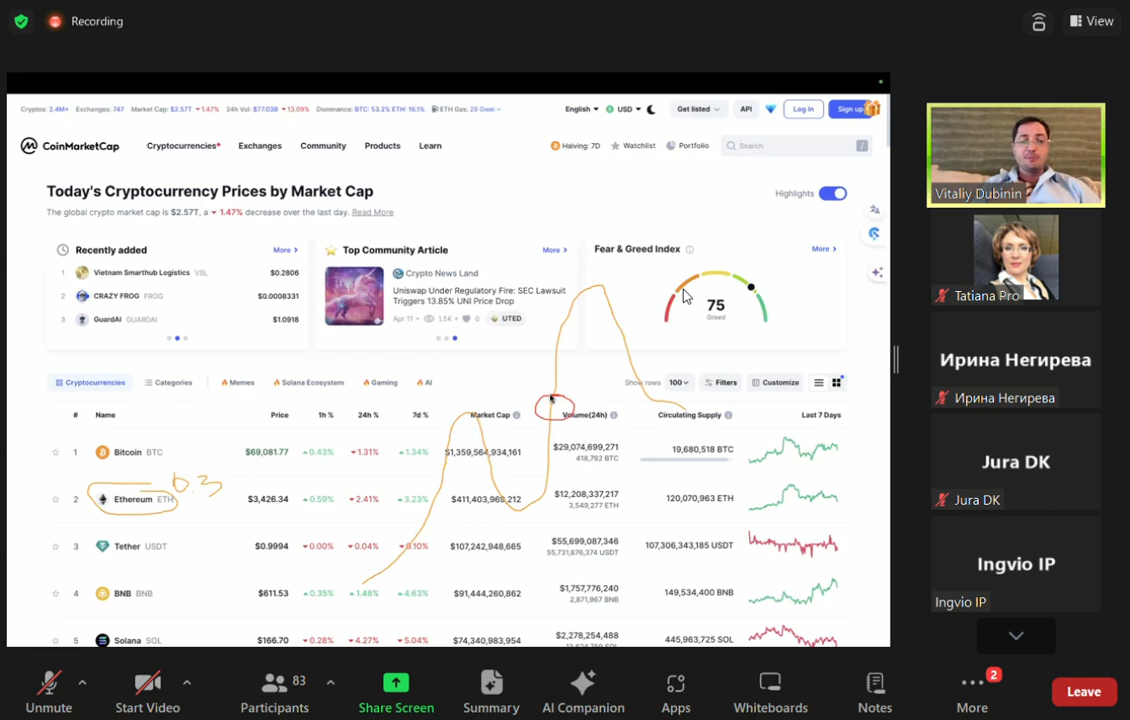 Recording
View
Cryptos: 2.4M+ Exchanges: 747 Market Cap: $2.57T 1.47% 24h Vol: $77.03B 13.09% Dominance: BTC: 53.2% ETH: 16.1% ETH Gas: 29 Gwei
English USD Get listed API Log In Sign up
CoinMarketCap Cryptocurrencies Exchanges Community Products Learn Halving: 7D Watchlist Portfolio Search /
Today's Cryptocurrency Prices by Market Cap
Highlights
The global crypto market cap is $2.57T, a 1.47% decrease over the last day. Read More
Recently added More
1 Vietnam Smarthub Logistics VSL $0.2806
2 CRAZY FROG FROG $0.0008331
3 GuardAI GUARDAI $1.0918
Top Community Article More
Crypto News Land
Uniswap Under Regulatory Fire: SEC Lawsuit
Triggers 13.85% UNI Price Drop
Apr 11 1.5K 0 UTED
Fear & Greed Index More
75
Greed
Cryptocurrencies Categories Memes Solana Ecosystem Gaming AI Show rows 100 Filters Customize
# Name Price 1h % 24h % 7d % Market Cap Volume(24h) Circulating Supply Last 7 Days
1 Bitcoin BTC $69,081.77 0.43% 1.31% 1.34% $1,359,564,934,161 $29,074,699,271 19,680,518 BTC
418,792 BTC
0.3
2 Ethereum ETH $3,426.34 0.59% 2.41% 3.23% $411,403,969,212 $12,208,337,217 120,070,963 ETH
3,549,277 ETH
3 Tether USDT $0.9994 0.00% 0.04% 0.10% $107,242,948,665 $55,699,087,346 107,306,343,185 USDT
55,731,876,374 USDT
4 BNB BNB $611.53 0.35% 1.48% 4.63% $91,444,260,862 $1,757,776,240 149,534,400 BNB
2,871,967 BNB
5 Solana SOL $166.70 0.28% 4.27% 5.04% $74,340,983,954 $2,278,254,488 445,963,725 SOL
Vitaliy Dubinin
Tatiana Pro
Ирина Негирева
Ирина Негирева
Jura DK
Jura DK
Ingvio IP
Ingvio IP
Unmute Start Video Participants 83 Share Screen Summary AI Companion Apps Whiteboards Notes More 2 Leave